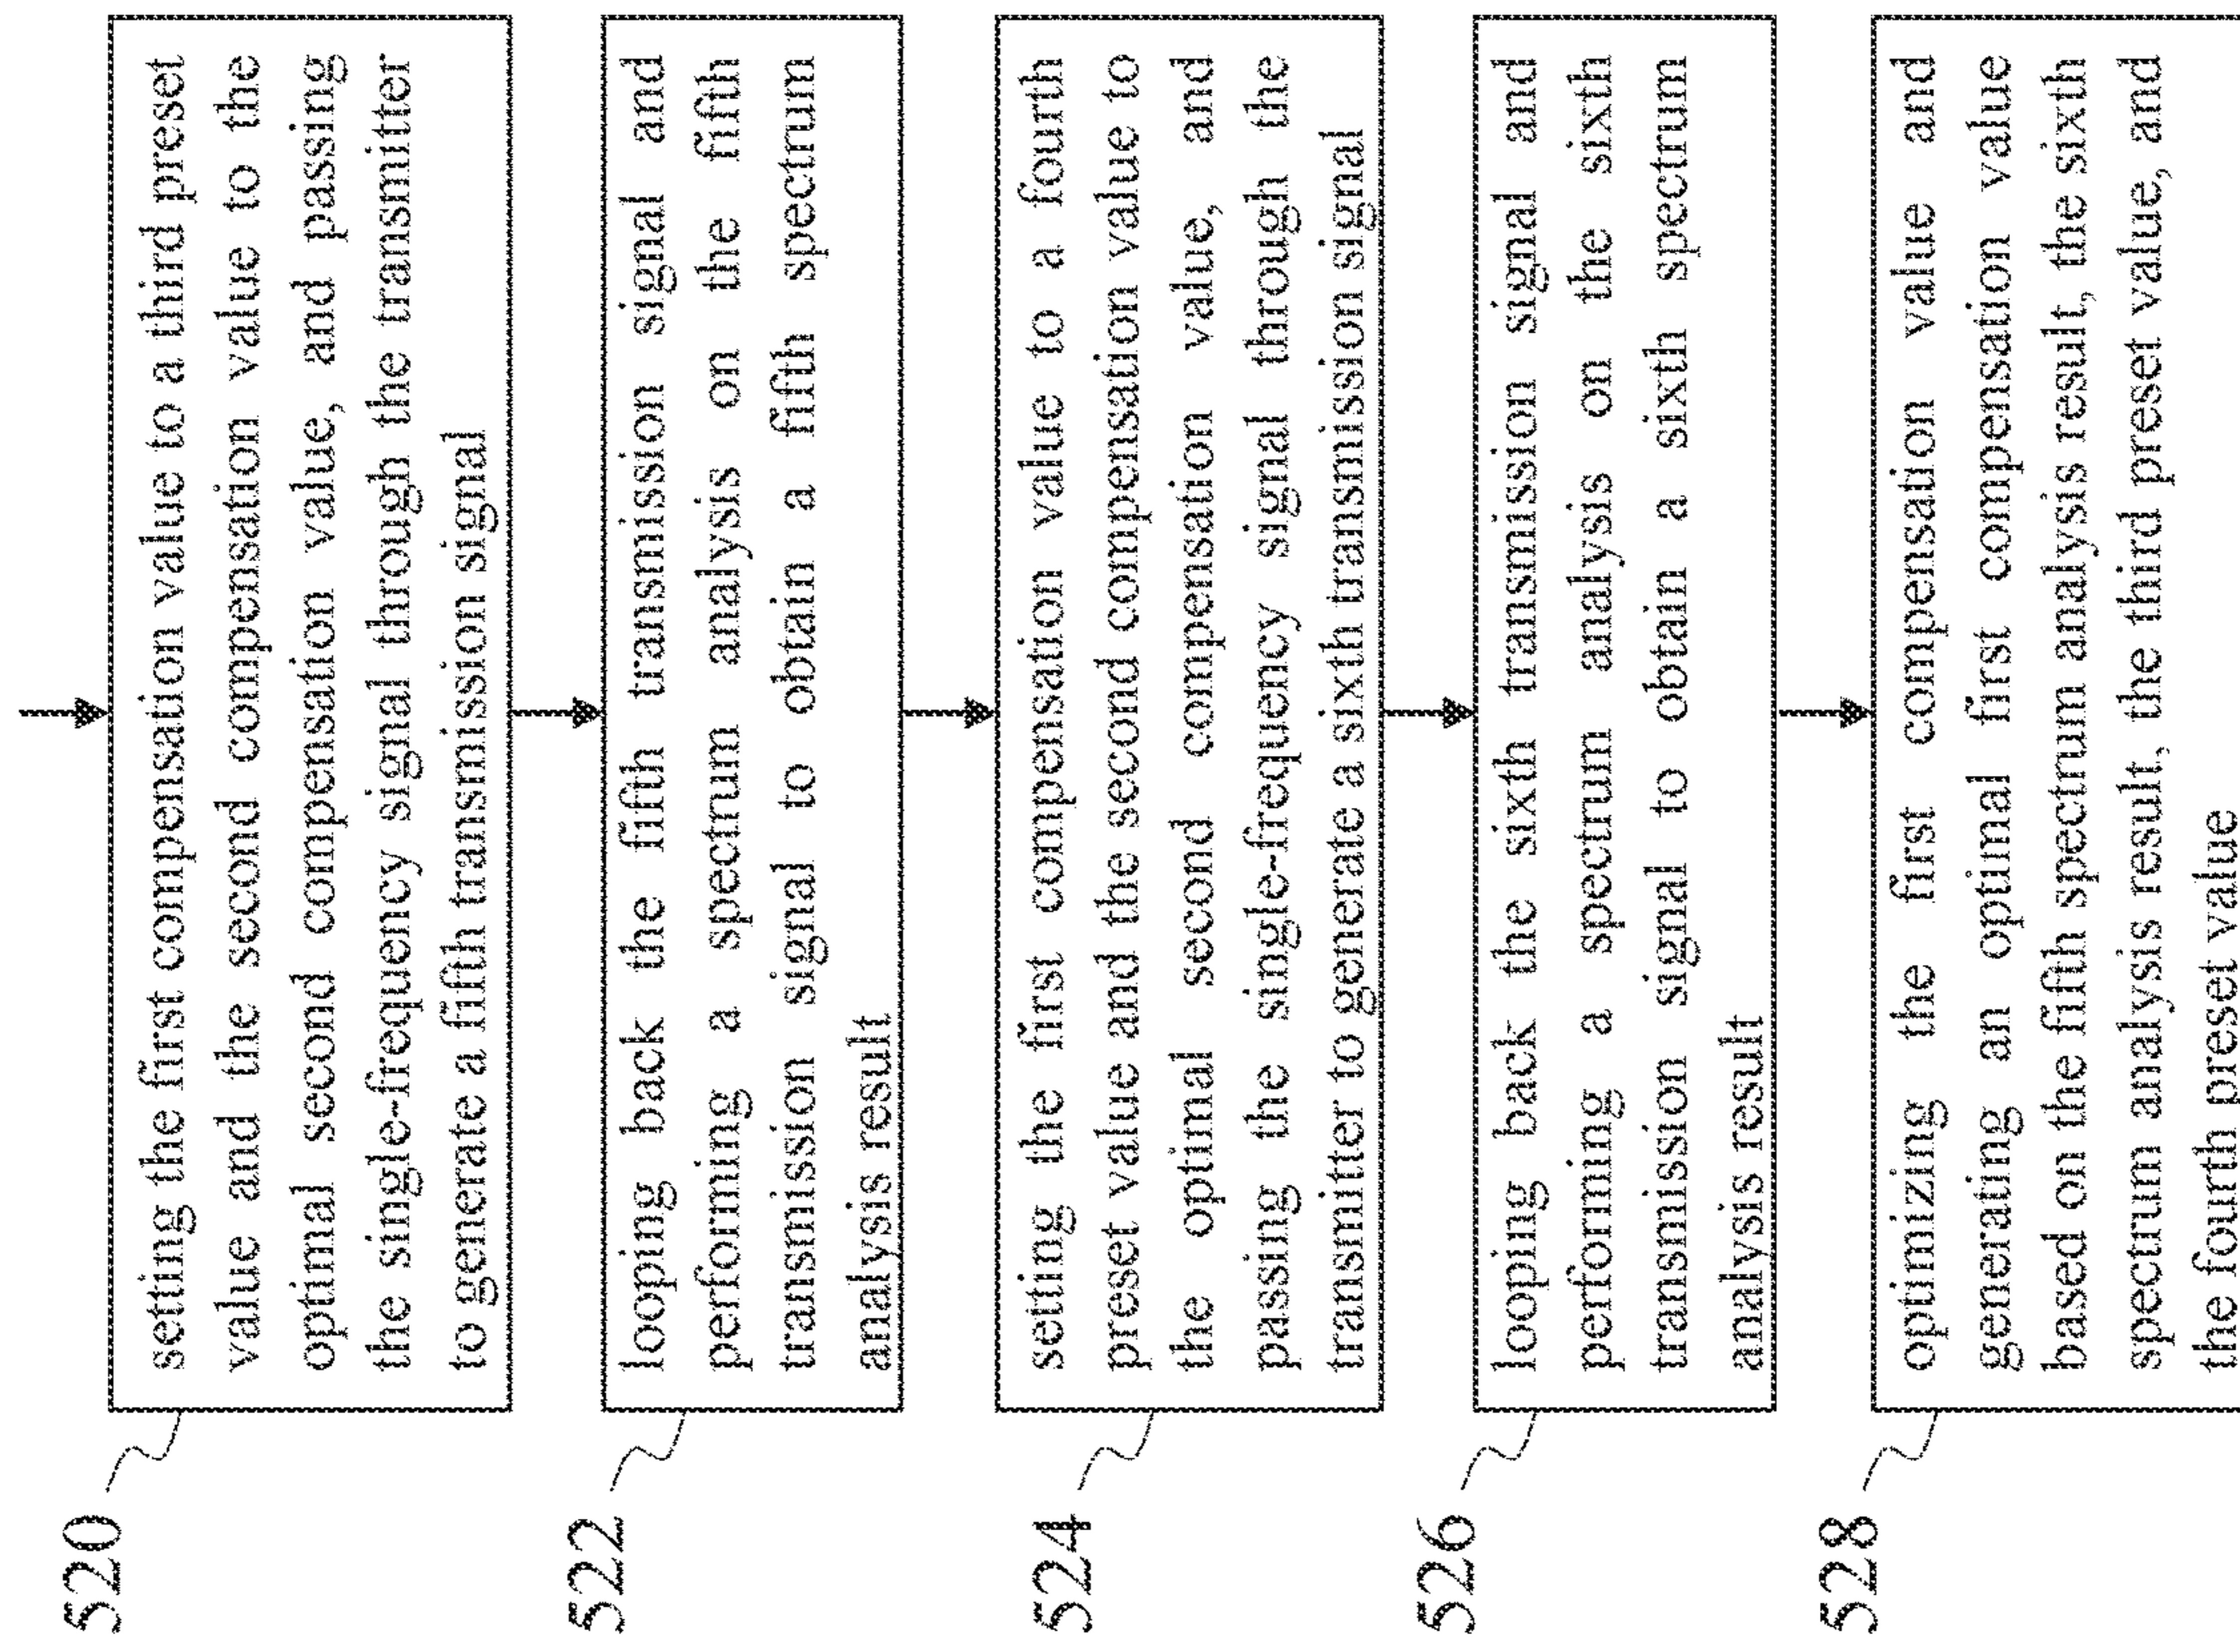 520
setting the first compensation value to a third preset
value and the second compensation value to the
optimal second compensation value, and passing
the single-frequency signal through the transmitter
to generate a fifth transmission signal
522
looping back the fifth transmission signal and
performing a spectrum analysis on the fifth
transmission signal to obtain a fifth spectrum
analysis result
524
setting the first compensation value to a fourth
preset value and the second compensation value to
the optimal second compensation value, and
passing the single-frequency signal through the
transmitter to generate a sixth transmission signal
526
looping back the sixth transmission signal and
performing a spectrum analysis on the sixth
transmission signal to obtain a sixth spectrum
analysis result
528
optimizing the first compensation value and
generating an optimal first compensation value
based on the fifth spectrum analysis result, the sixth
spectrum analysis result, the third preset value, and
the fourth preset value